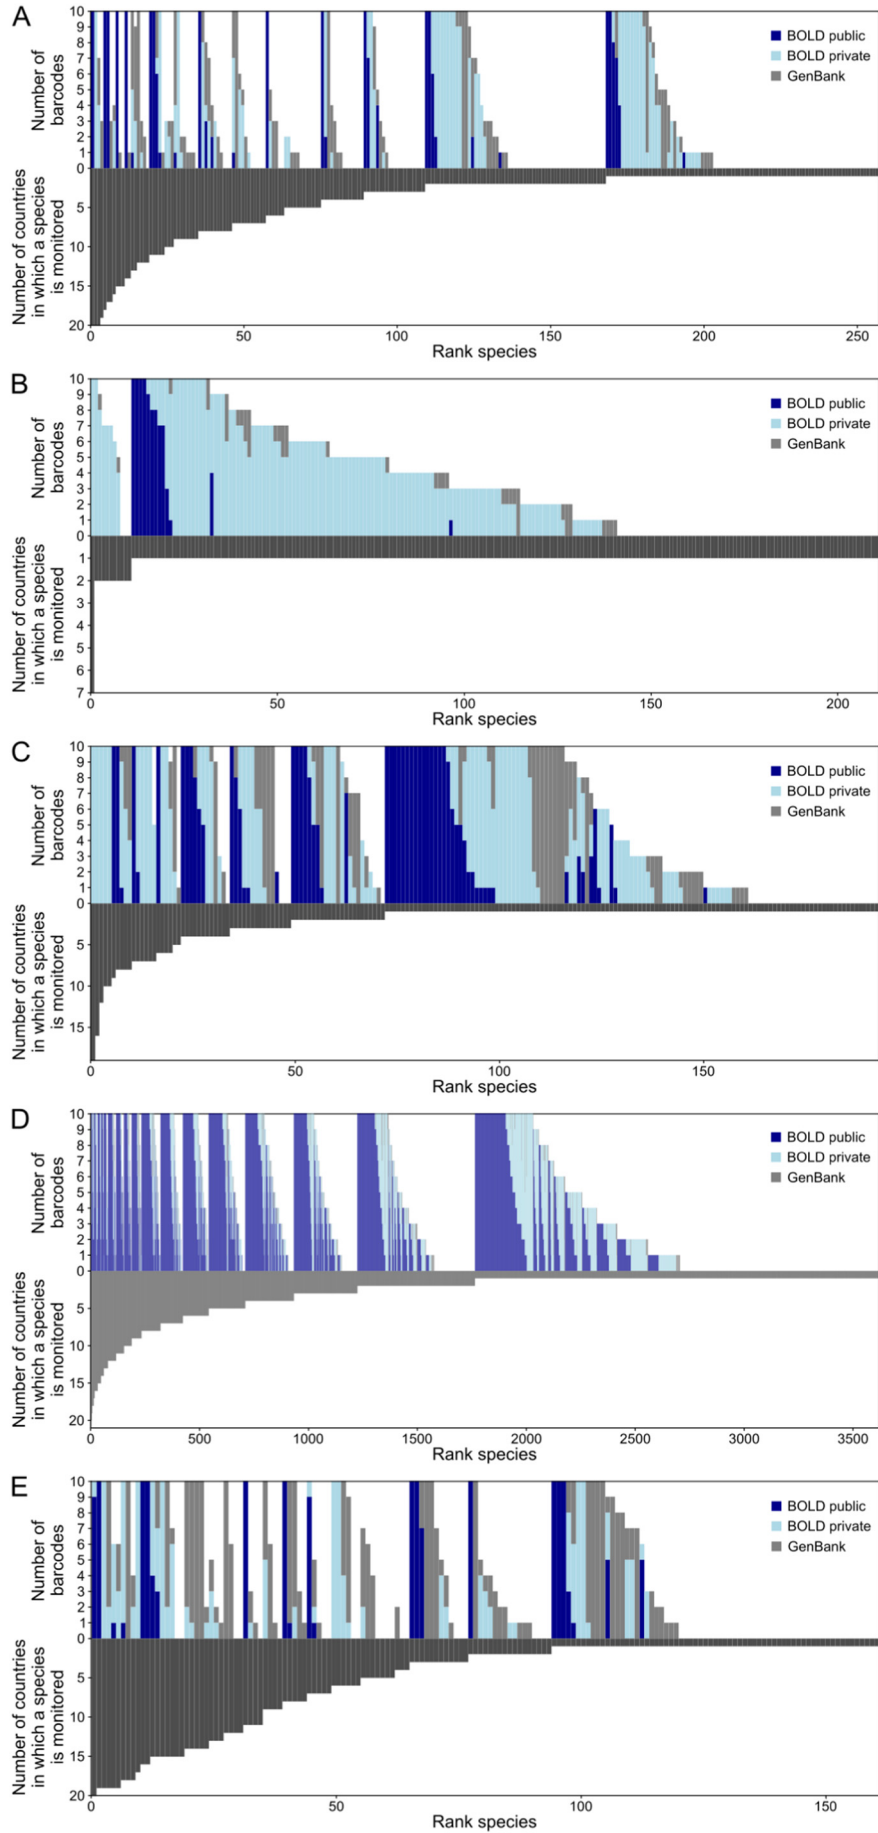 A
Number of
barcodes
10
9
8
7
6
5
4
3
2
1
0
BOLD public
BOLD private
GenBank
Number of countries
in which a species
is monitored
5
10
15
20
0 50 100 150 200 250
Rank species
B
Number of
barcodes
10
9
8
7
6
5
4
3
2
1
0
BOLD public
BOLD private
GenBank
Number of countries
in which a species
is monitored
1
2
3
4
5
6
7
0 50 100 150 200
Rank species
C
Number of
barcodes
10
9
8
7
6
5
4
3
2
1
0
BOLD public
BOLD private
GenBank
Number of countries
in which a species
is monitored
5
10
15
0 50 100 150
Rank species
D
Number of
barcodes
10
9
8
7
6
5
4
3
2
1
0
BOLD public
BOLD private
GenBank
Number of countries
in which a species
is monitored
5
10
15
20
0 500 1000 1500 2000 2500 3000 3500
Rank species
E
Number of
barcodes
10
9
8
7
6
5
4
3
2
1
0
BOLD public
BOLD private
GenBank
Number of countries
in which a species
is monitored
5
10
15
20
0 50 100 150
Rank species